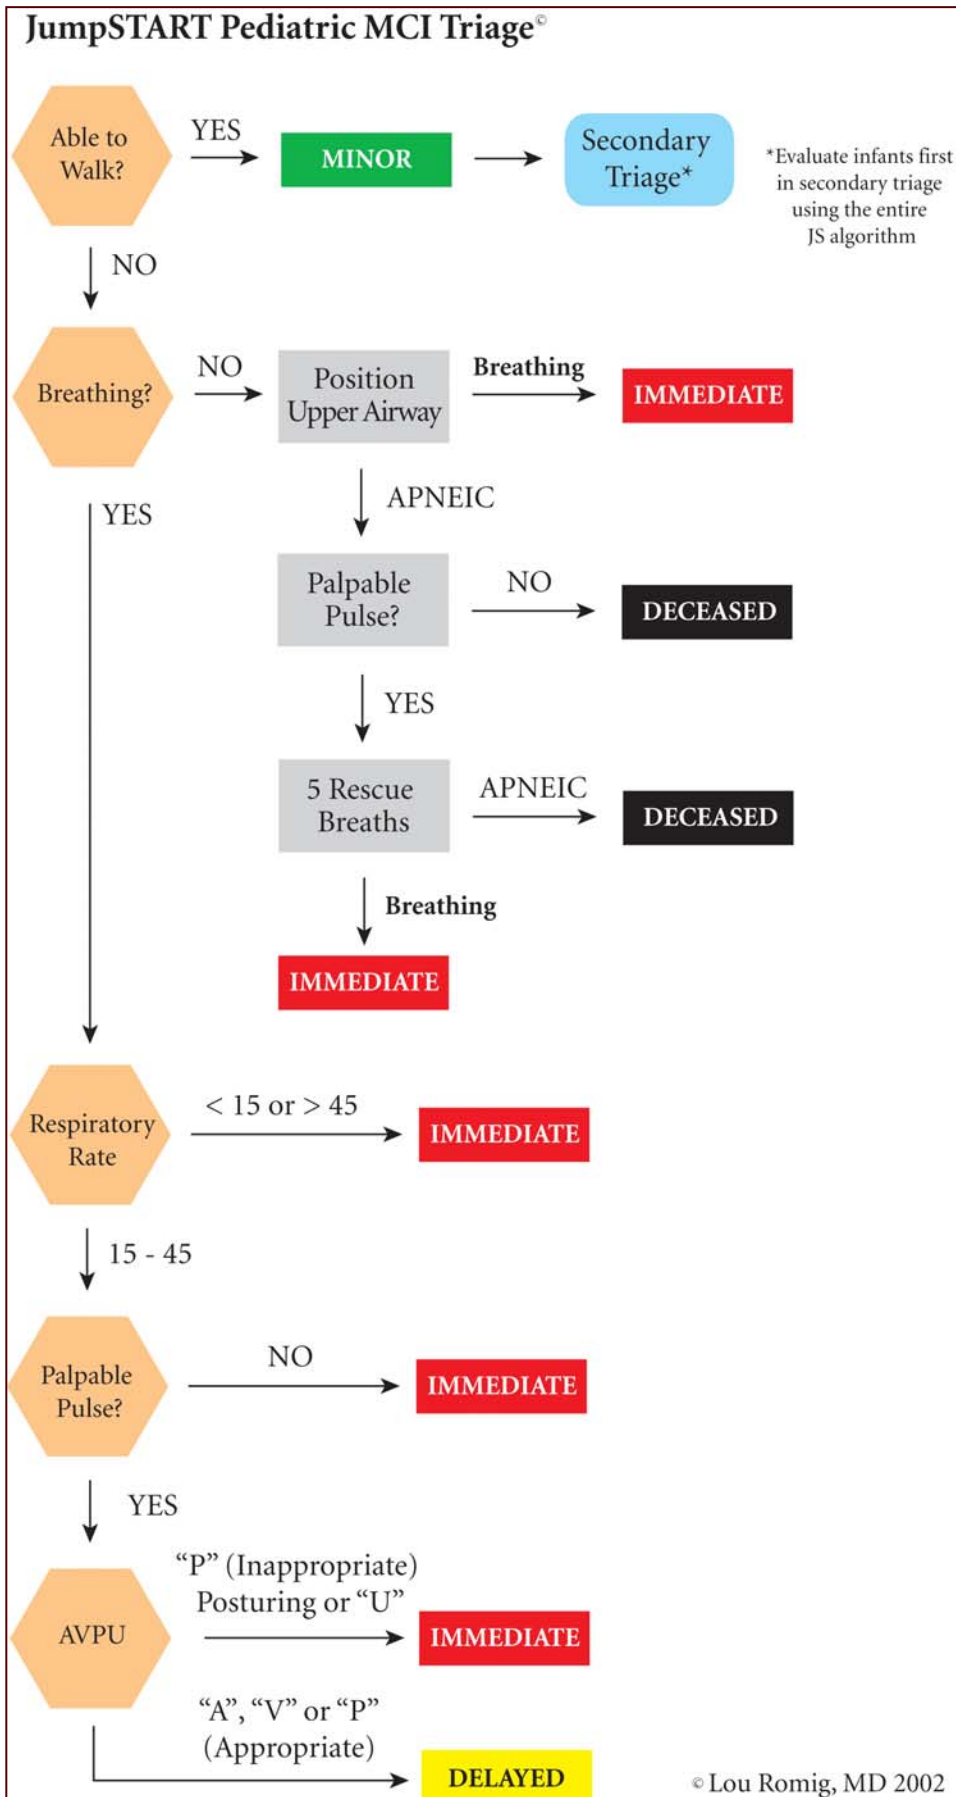 JumpSTART Pediatric MCI Triage©
Able to
Walk?
YES
MINOR
Secondary
Triage*
*Evaluate infants first
in secondary triage
using the entire
JS algorithm
NO
Breathing?
NO
Position
Upper Airway
Breathing
IMMEDIATE
YES
APNEIC
Palpable
Pulse?
NO
DECEASED
YES
5 Rescue
Breaths
APNEIC
DECEASED
Breathing
IMMEDIATE
Respiratory
Rate
< 15 or > 45
IMMEDIATE
15 - 45
Palpable
Pulse?
NO
IMMEDIATE
YES
AVPU
“P” (Inappropriate)
Posturing or “U”
IMMEDIATE
“A”, “V” or “P”
(Appropriate)
DELAYED
© Lou Romig, MD 2002